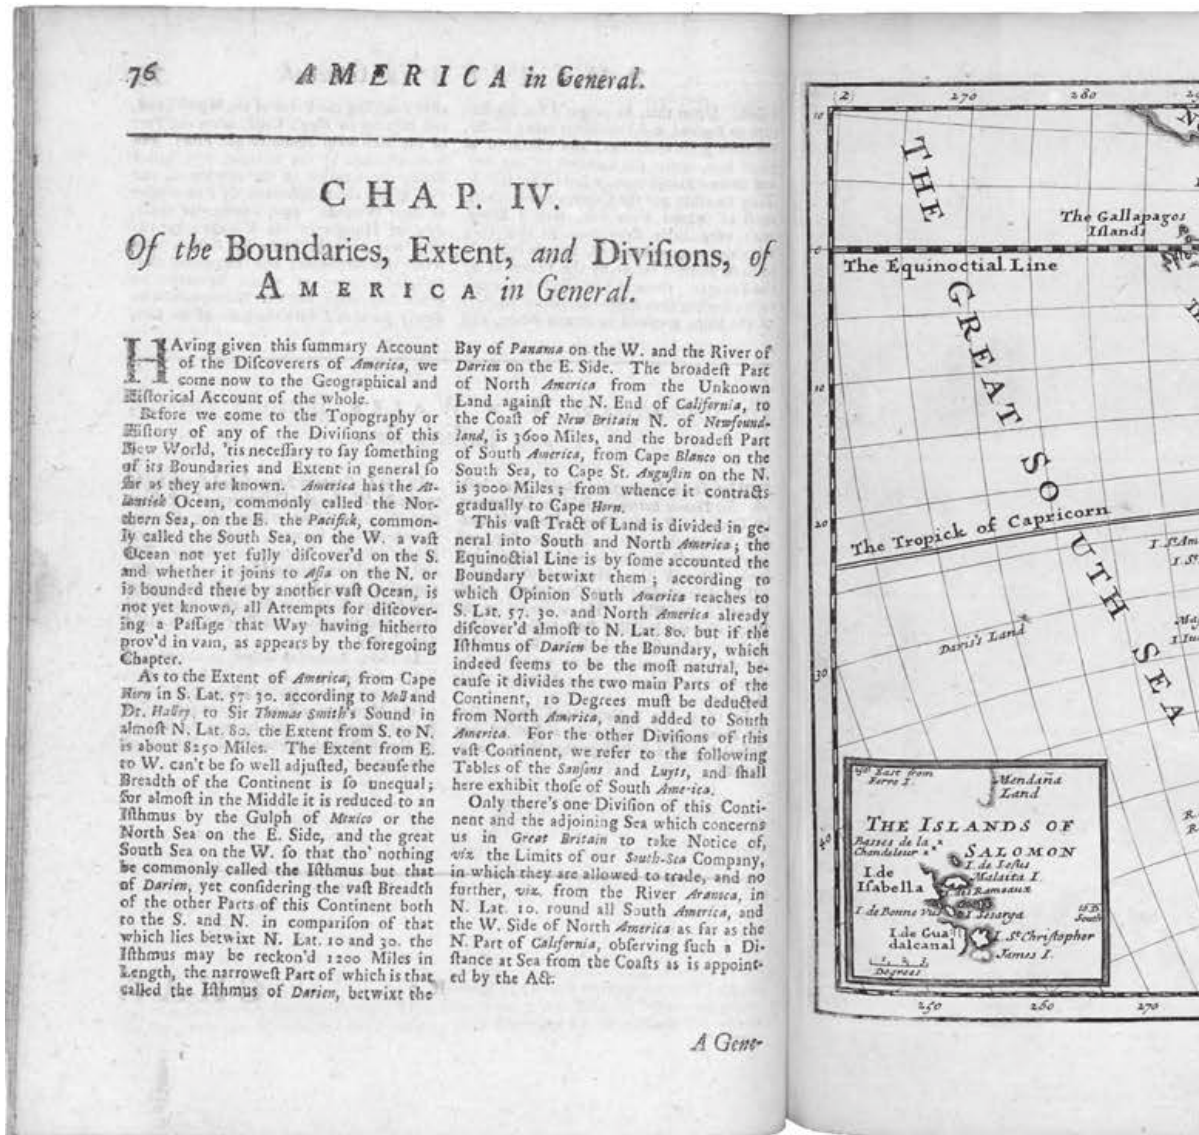 76
AMERICA in General.
CHAP. IV.
Of the Boundaries, Extent, and Diviſions, of
AMERICA in General.
HAving given this ſummary Account
of the Diſcoverers of America, we
come now to the Geographical and
Hiſtorical Account of the whole.
Before we come to the Topography or
Hiſtory of any of the Diviſions of this
New World, 'tis neceſſary to ſay ſomething
of its Boundaries and Extent in general ſo
far as they are known. America has the At-
lantick Ocean, commonly called the Nor-
thern Sea, on the E. the Pacifick, common-
ly called the South Sea, on the W. a vaſt
Ocean not yet fully diſcover'd on the S.
and whether it joins to Aſia on the N. or
is bounded there by another vaſt Ocean, is
not yet known, all Attempts for diſcover-
ing a Paſſage that Way having hitherto
prov'd in vain, as appears by the foregoing
Chapter.
As to the Extent of America, from Cape
Horn in S. Lat. 57. 30. according to Moll and
Dr. Halley, to Sir Thomas Smith's Sound in
almoſt N. Lat. 80. the Extent from S. to N.
is about 8250 Miles. The Extent from E.
to W. can't be ſo well adjuſted, becauſe the
Breadth of the Continent is ſo unequal;
for almoſt in the Middle it is reduced to an
Iſthmus by the Gulph of Mexico or the
North Sea on the E. Side, and the great
South Sea on the W. ſo that tho' nothing
be commonly called the Iſthmus but that
of Darien, yet conſidering the vaſt Breadth
of the other Parts of this Continent both
to the S. and N. in compariſon of that
which lies betwixt N. Lat. 10 and 30. the
Iſthmus may be reckon'd 1200 Miles in
Length, the narroweſt Part of which is that
called the Iſthmus of Darien, betwixt the
Bay of Panama on the W. and the River of
Darien on the E. Side. The broadeſt Part
of North America from the Unknown
Land againſt the N. End of California, to
the Coaſt of New Britain N. of Newfound-
land, is 3600 Miles, and the broadeſt Part
of South America, from Cape Blanco on the
South Sea, to Cape St. Auguſtin on the N.
is 3000 Miles; from whence it contracts
gradually to Cape Horn.
This vaſt Tract of Land is divided in ge-
neral into South and North America; the
Equinoctial Line is by ſome accounted the
Boundary betwixt them; according to
which Opinion South America reaches to
S. Lat. 57. 30. and North America already
diſcover'd almoſt to N. Lat. 80. but if the
Iſthmus of Darien be the Boundary, which
indeed ſeems to be the moſt natural, be-
cauſe it divides the two main Parts of the
Continent, 10 Degrees muſt be deducted
from North America, and added to South
America. For the other Diviſions of this
vaſt Continent, we refer to the following
Tables of the Sanſons and Luyts, and ſhall
here exhibit thoſe of South America.
Only there's one Diviſion of this Conti-
nent and the adjoining Sea which concerns
us in Great Britain to take Notice of,
viz. the Limits of our South-Sea Company,
in which they are allowed to trade, and no
further, viz. from the River Aranoca, in
N. Lat. 10. round all South America, and
the W. Side of North America as far as the
N. Part of California, obſerving ſuch a Di-
ſtance at Sea from the Coaſts as is appoint-
ed by the Act.
A Gene-
270
280
10
THE GREAT SOUTH SEA
The Gallapagos
Iſlands
0
The Equinoctial Line
10
20
The Tropick of Capricorn
Davis's Land
30
East from
Ferro I.
Mendaña
Land
THE ISLANDS OF
SALOMON
Basses de la
Chandeleur
I. de Iesus
Malaita I.
I. de
Iſabella
Rameaux
I. de Bonne Vuë
I. Sesarga
South
I. de Gua
dalcanal
I. St Chriſtopher
James I.
Degrees
40
250
260
270